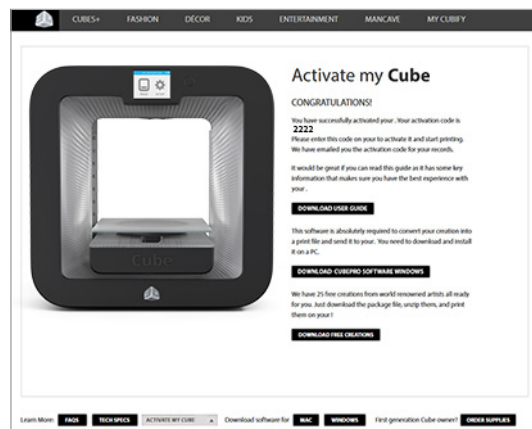 CUBES+ FASHION DÉCOR KIDS ENTERTAINMENT MANCAVE MY CUBIFY
Activate my Cube
CONGRATULATIONS!
You have successfully activated your . Your activation code is
2222
Please enter this code on your to activate it and start printing.
We have emailed you the activation code for your records.
It would be great if you can read this guide as it has some key
information that makes sure you have the best experience with
your .
DOWNLOAD USER GUIDE
This software is absolutely required to convert your creation into
a print file and send it to your . You need to download and install
it on a PC.
DOWNLOAD CUBEPRO SOFTWARE WINDOWS
We have 25 free creations from world renowned artists all ready
for you. Just download the package file, unzip them, and print
them on your !
DOWNLOAD FREE CREATIONS
Cube
Learn More: FAQS TECH SPECS ACTIVATE MY CUBE Download software for: MAC WINDOWS First generation Cube owner? ORDER SUPPLIES